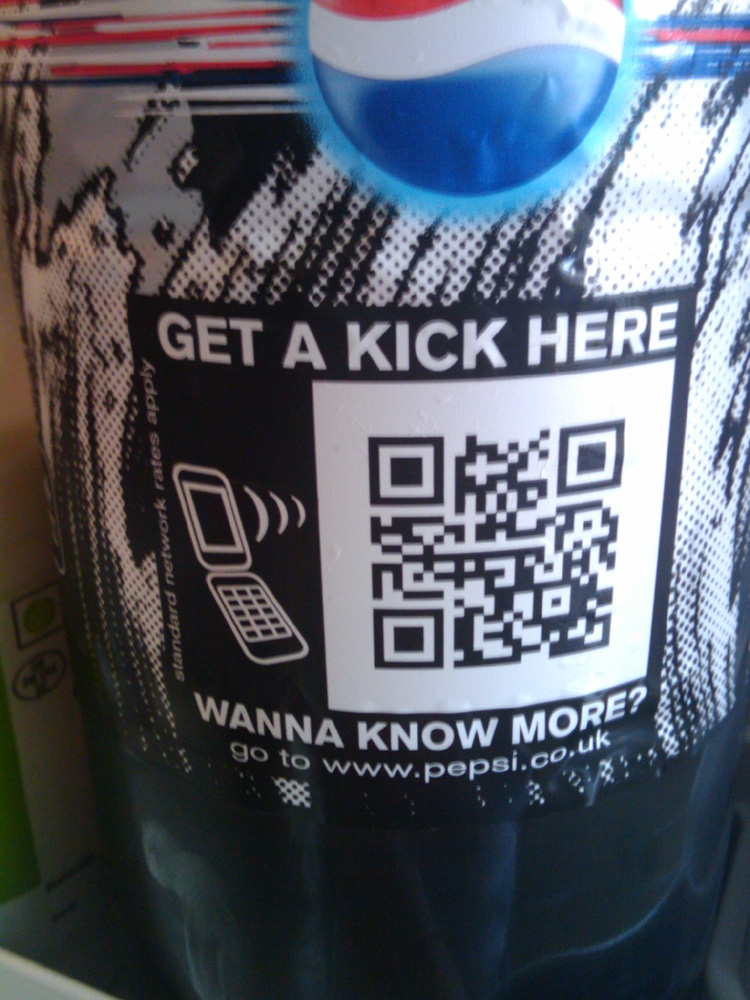 GET A KICK HERE
standard network rates apply
WANNA KNOW MORE?
go to www.pepsi.co.uk